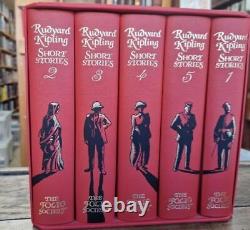 Rudyard
Kipling
SHORT
STORIES
2
THE
FOLIO
SOCIETY
Rudyard
Kipling
SHORT
STORIES
3
THE
FOLIO
SOCIETY
Rudyard
Kipling
SHORT
STORIES
4
THE
FOLIO
SOCIETY
Rudyard
Kipling
SHORT
STORIES
5
THE
FOLIO
SOCIETY
Rudyard
Kipling
SHORT
STORIES
1
THE
FOLIO
SOCIETY